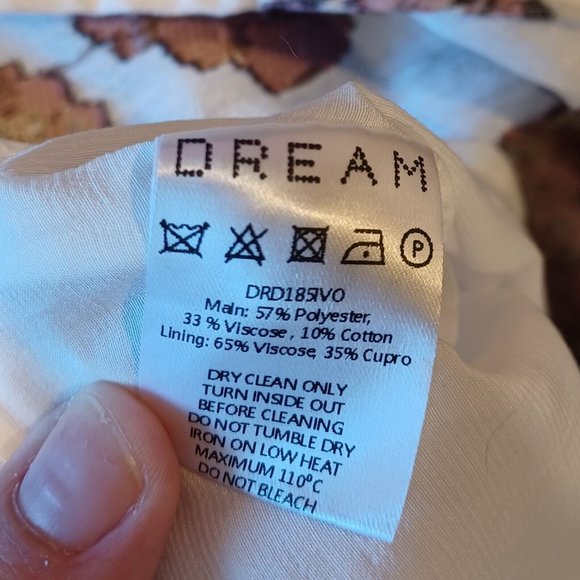 DREAM
P
DRD185IVO
Main: 57% Polyester,
33 % Viscose , 10% Cotton
Lining: 65% Viscose, 35% Cupro
DRY CLEAN ONLY
TURN INSIDE OUT
BEFORE CLEANING
DO NOT TUMBLE DRY
IRON ON LOW HEAT
MAXIMUM 110°C
DO NOT BLEACH